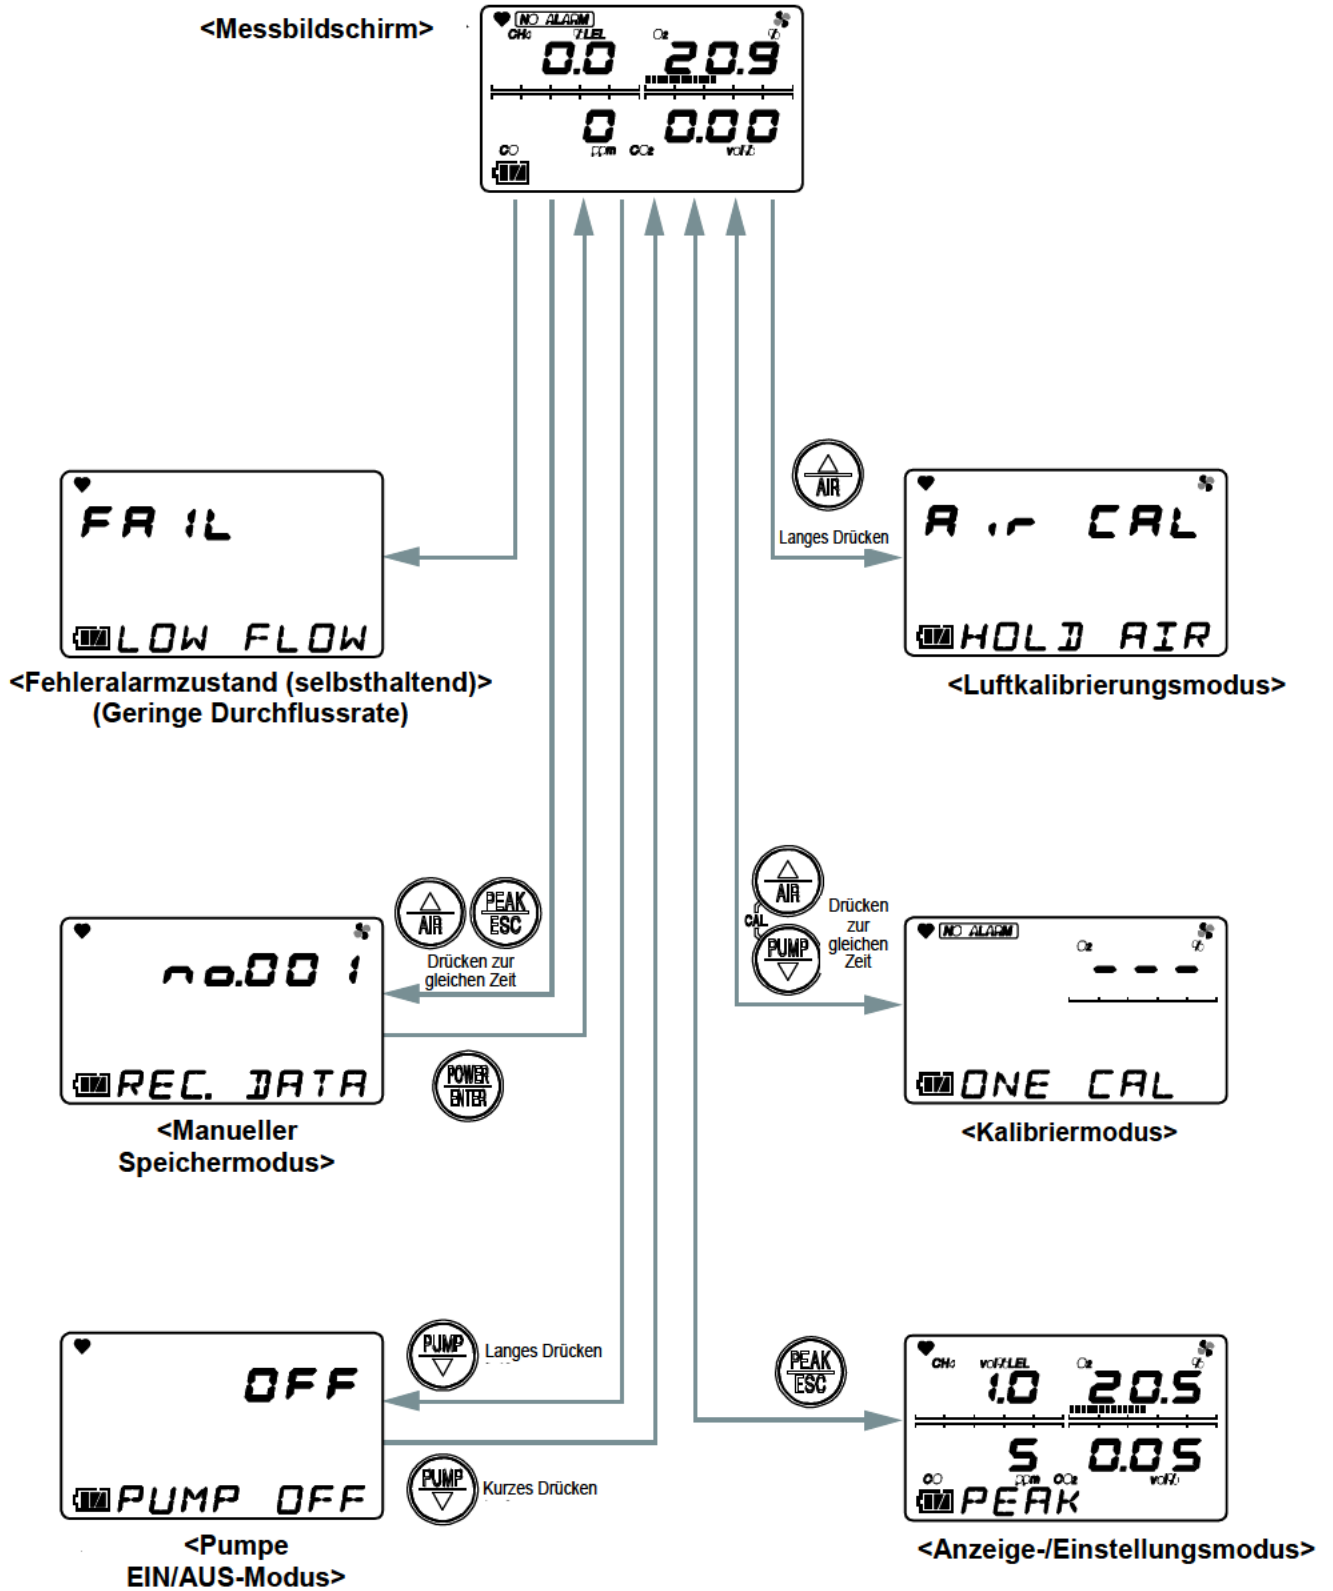 <Messbildschirm>
NO ALARM
CH4 %LEL O2 %
0.0 20.9
0 0.00
CO ppm CO2 vol%
AIR
Langes Drücken
FAIL
LOW FLOW
<Fehleralarmzustand (selbsthaltend)>
(Geringe Durchflussrate)
Air CAL
HOLD AIR
<Luftkalibrierungsmodus>
AIR
PEAK
ESC
Drücken zur
gleichen Zeit
no.001
REC. DATA
POWER
ENTER
<Manueller
Speichermodus>
AIR
CAL
PUMP
Drücken
zur
gleichen
Zeit
NO ALARM
O2 %
- - -
ONE CAL
<Kalibriermodus>
PUMP
Langes Drücken
OFF
PUMP OFF
PUMP
Kurzes Drücken
<Pumpe
EIN/AUS-Modus>
PEAK
ESC
CH4 vol%LEL O2 %
1.0 20.5
5 0.05
CO ppm CO2 vol%
PEAK
<Anzeige-/Einstellungsmodus>